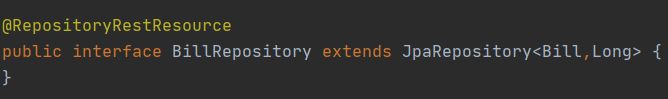 @RepositoryRestResource
public interface BillRepository extends JpaRepository<Bill,Long> {
}